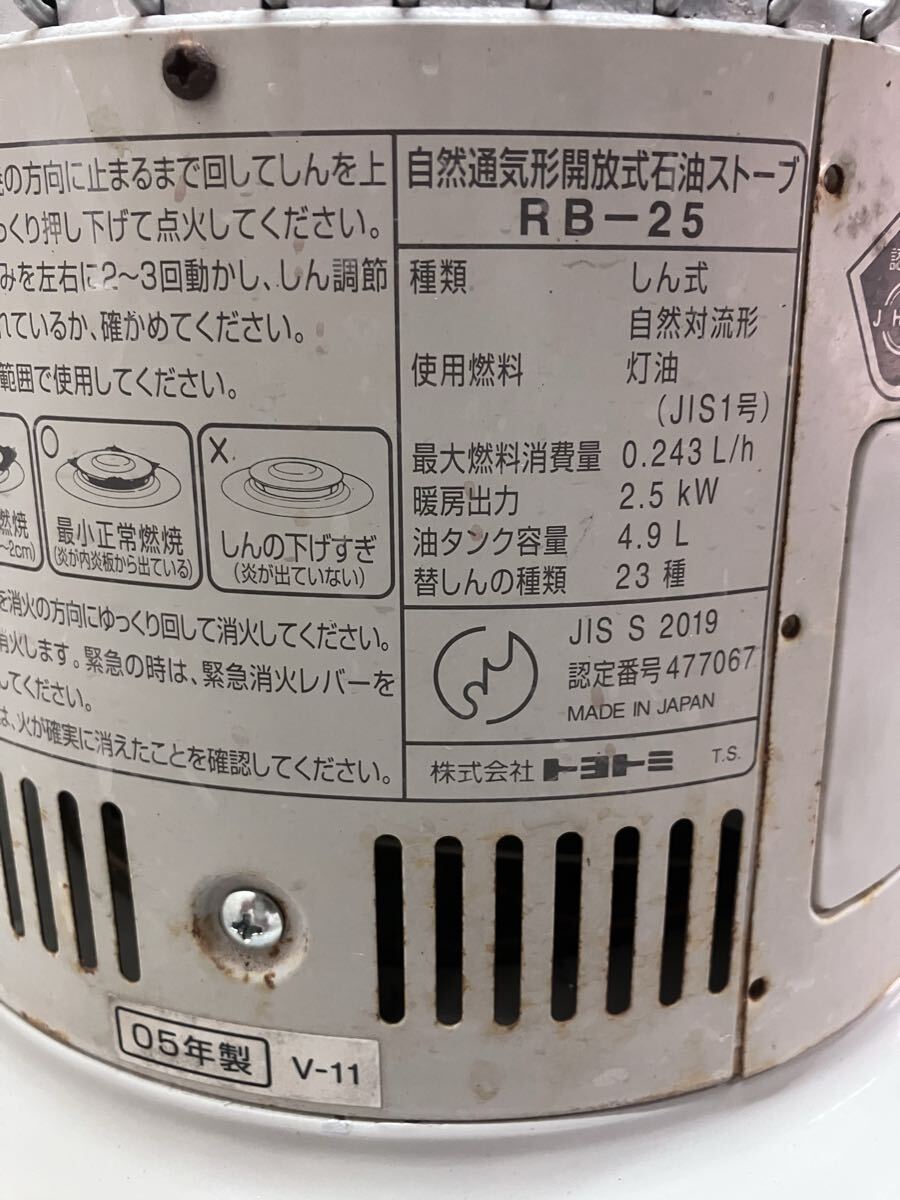 の方向に止まるまで回してしんを上
っくり押し下げて点火してください。
みを左右に2～3回動かし、しん調節
れているか、確かめてください。
範囲で使用してください。
燃焼
～2cm)
○
最小正常燃焼
(炎が内炎板から出ている)
×
しんの下げすぎ
(炎が出ていない)
を消火の方向にゆっくり回して消火してください。
消火します。緊急の時は、緊急消火レバーを
してください。
は、火が確実に消えたことを確認してください。
自然通気形開放式石油ストーブ
RB-25
種類 しん式
自然対流形
使用燃料 灯油
(JIS1号)
最大燃料消費量 0.243 L/h
暖房出力 2.5 kW
油タンク容量 4.9 L
替しんの種類 23 種
JIS S 2019
認定番号477067
MADE IN JAPAN
株式会社 トヨトミ T.S.
認
J H
05年製 V-11